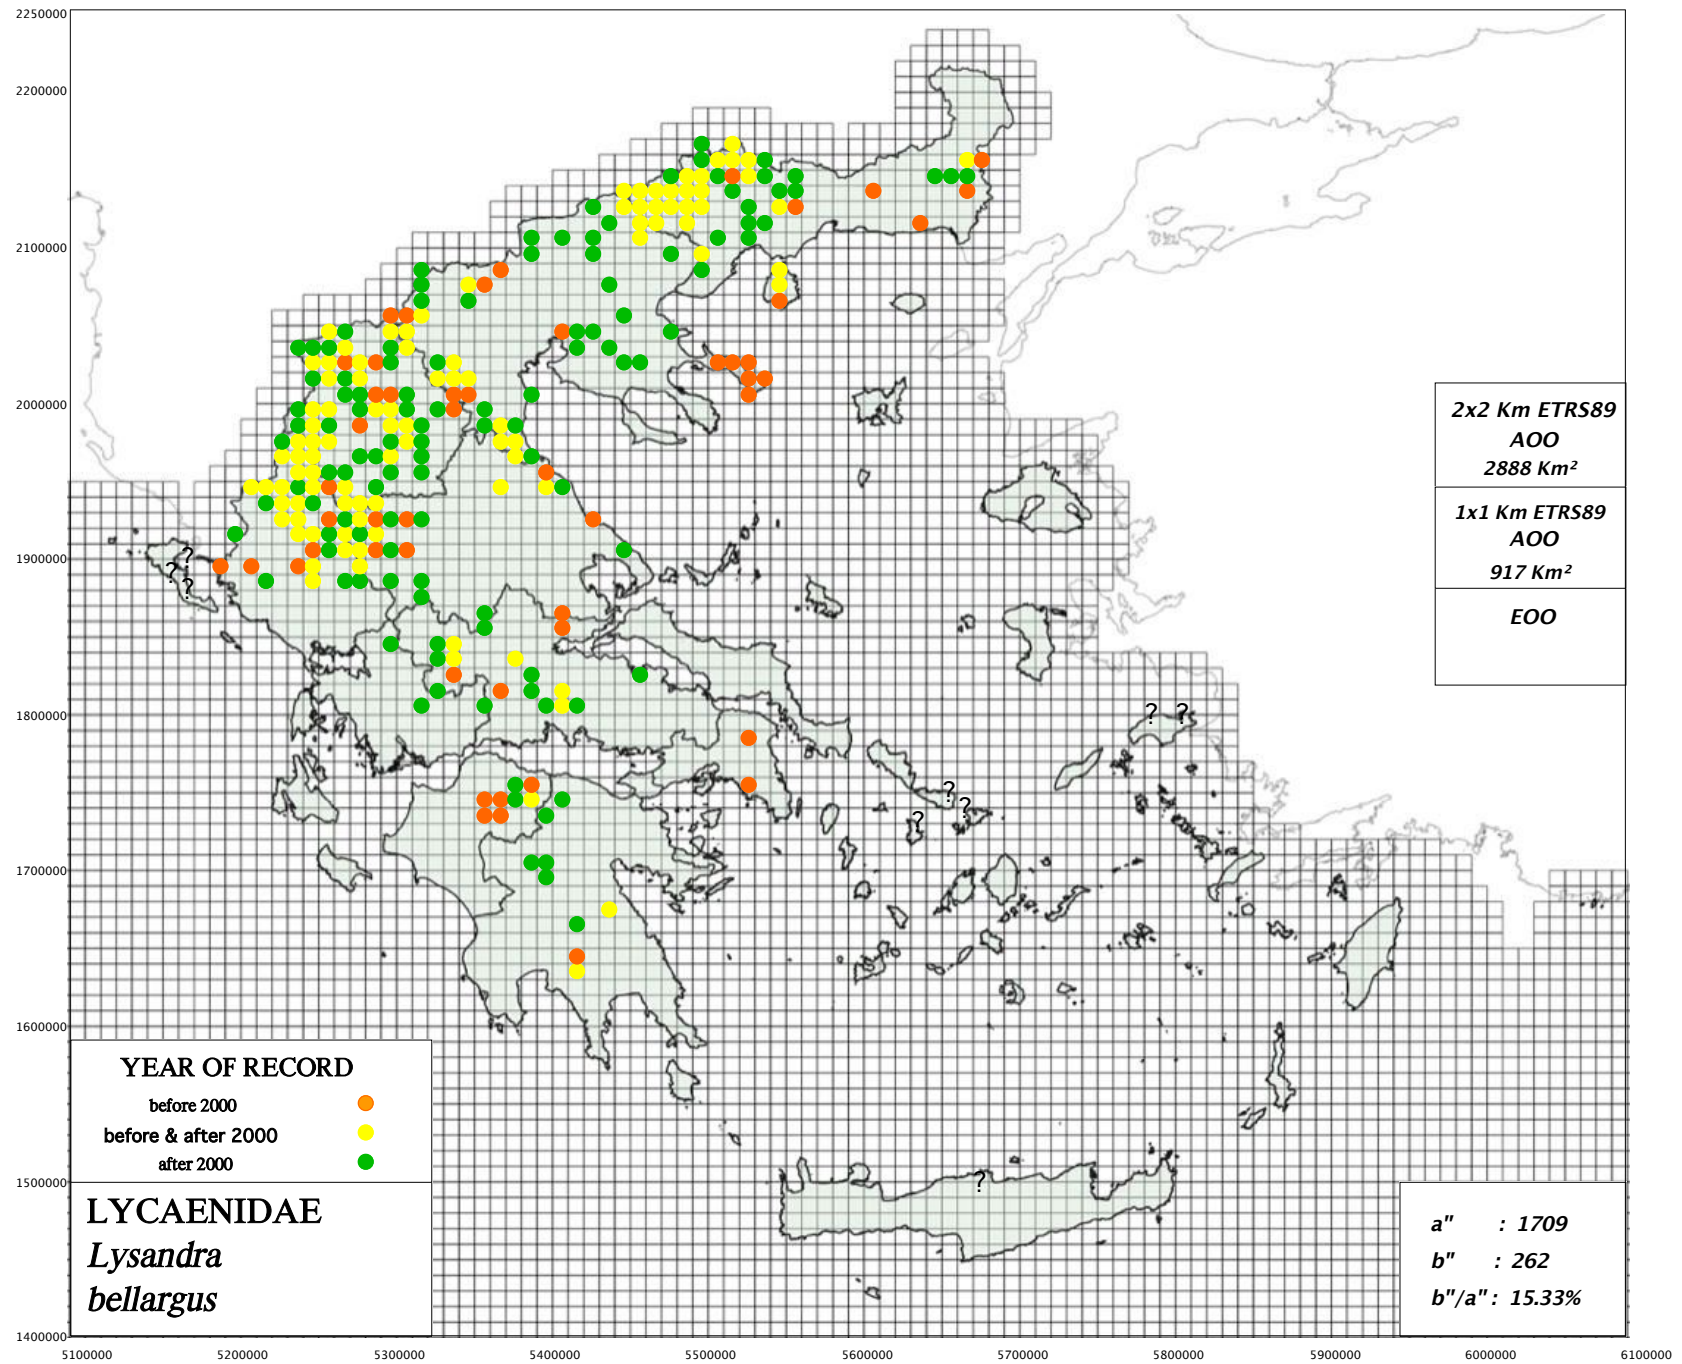 2250000
2200000
2100000
2000000
1900000
1800000
1700000
1600000
1500000
1400000
5100000 5200000 5300000 5400000 5500000 5600000 5700000 5800000 5900000 6000000 6100000
2x2 Km ETRS89
AOO
2888 Km²
1x1 Km ETRS89
AOO
917 Km²
EOO
?
?
?
? ?
?
?
?
?
YEAR OF RECORD
before 2000
before & after 2000
after 2000
LYCAENIDAE
Lysandra
bellargus
a" : 1709
b" : 262
b"/a" : 15.33%